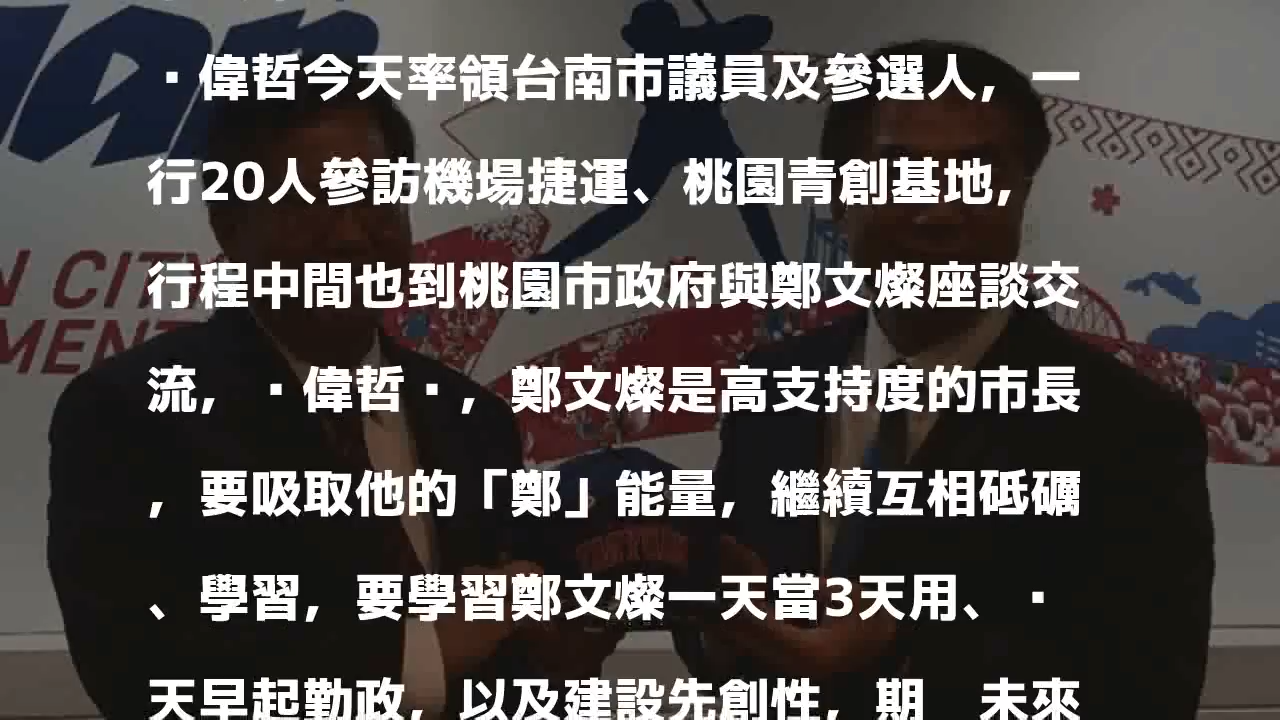 ・偉哲今天率領台南市議員及參選人，一
行20人參訪機場捷運、桃園青創基地，
行程中間也到桃園市政府與鄭文燦座談交
流，・偉哲・，鄭文燦是高支持度的市長
，要吸取他的「鄭」能量，繼續互相砥礪
、學習，要學習鄭文燦一天當3天用、・
天早起勤政，以及建設先創性，期　未來
N CITY
MENT